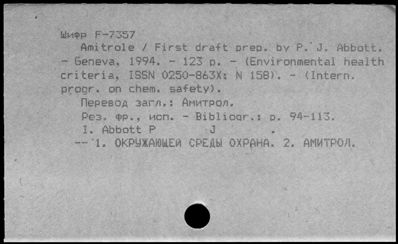 Шифр F-7357
Amitrole / First draft prep. by P. J. Abbott.
- Geneva, 1994. - 123 p. - (Environmental health
criteria, ISSN 0250-863X; N 158). - (Intern.
progr. on chem. safety).
Перевод загл.: Амитрол.
Рез. фр., исп. - Bibliogr.: p. 94-113.
I. Abbott P J .
-- 1. ОКРУЖАЮЩЕЙ СРЕДЫ ОХРАНА. 2. АМИТРОЛ.